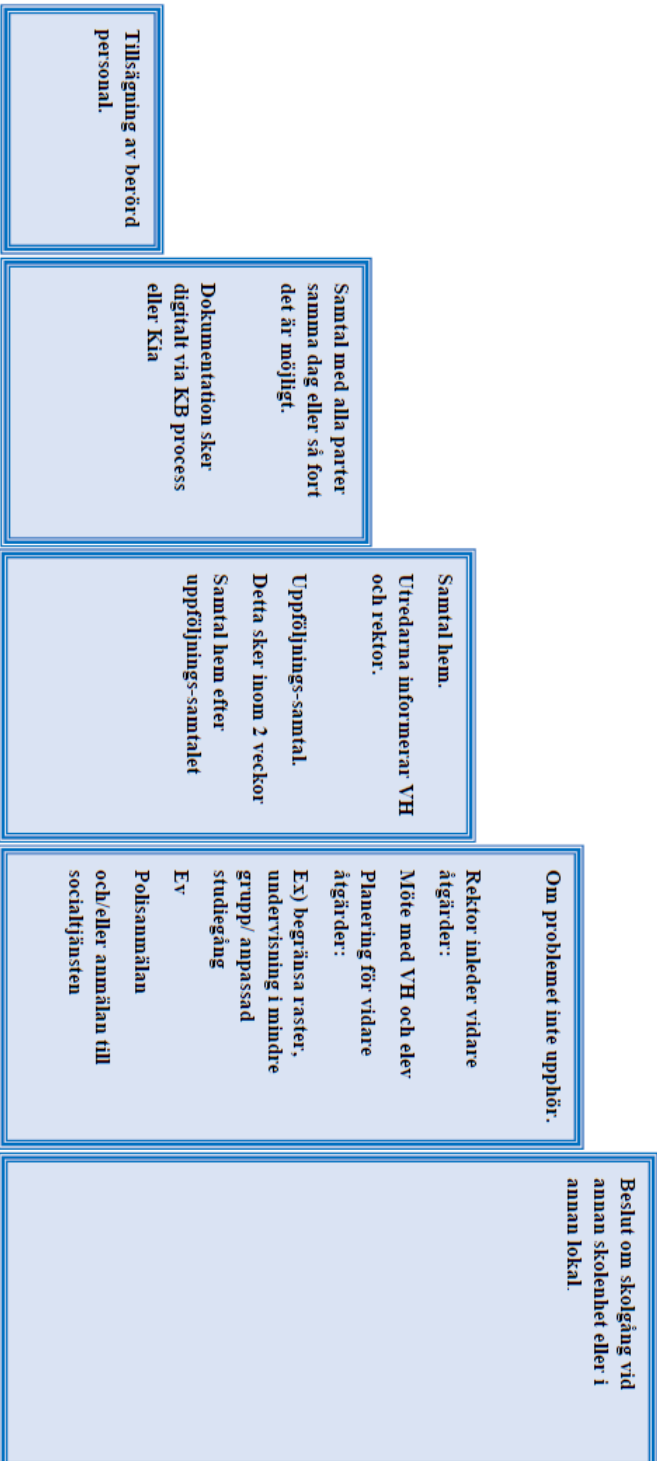 Tillsägning av berörd
personal.
Samtal med alla parter
samma dag eller så fort
det är möjligt.
Dokumentation sker
digitalt via KB process
eller Kia
Samtal hem.
Utredarna informerar VH
och rektor.
Uppföljnings-samtal.
Detta sker inom 2 veckor
Samtal hem efter
uppföljnings-samtalet
Om problemet inte upphör.
Rektor inleder vidare
åtgärder:
Möte med VH och elev
Planering för vidare
åtgärder:
Ex) begränsa raster,
undervisning i mindre
grupp/ anpassad
studiegång
Ev
Polisanmälan
och/eller anmälan till
socialtjänsten
Beslut om skolgång vid
annan skolenhet eller i
annan lokal.